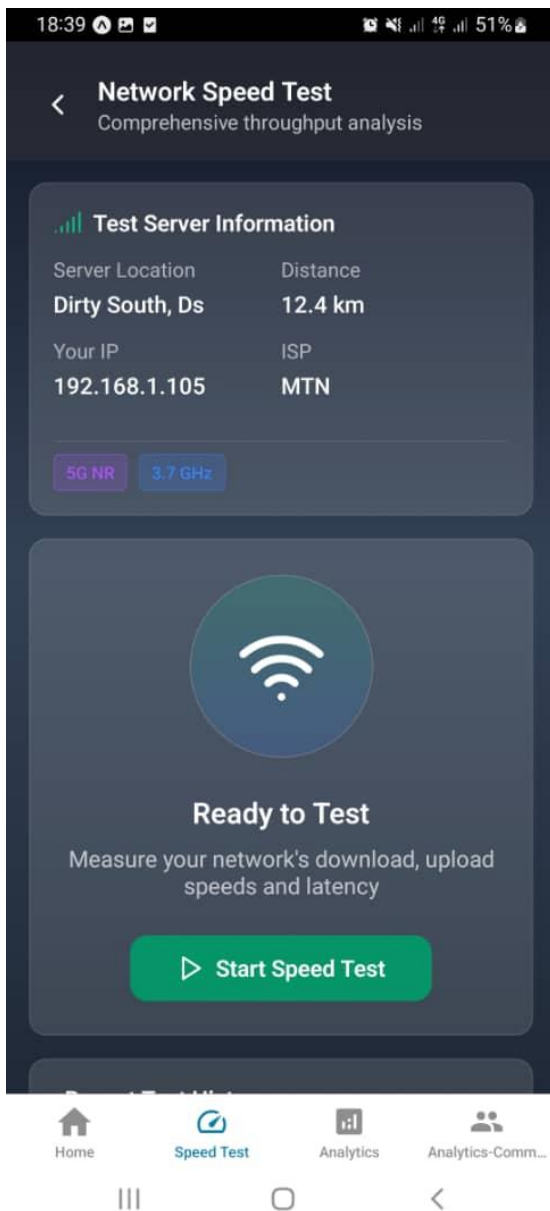 18:39 4G 51%
Network Speed Test
Comprehensive throughput analysis
Test Server Information
Server Location Distance
Dirty South, Ds 12.4 km
Your IP ISP
192.168.1.105 MTN
5G NR 3.7 GHz
Ready to Test
Measure your network's download, upload
speeds and latency
Start Speed Test
Home Speed Test Analytics Analytics-Comm...